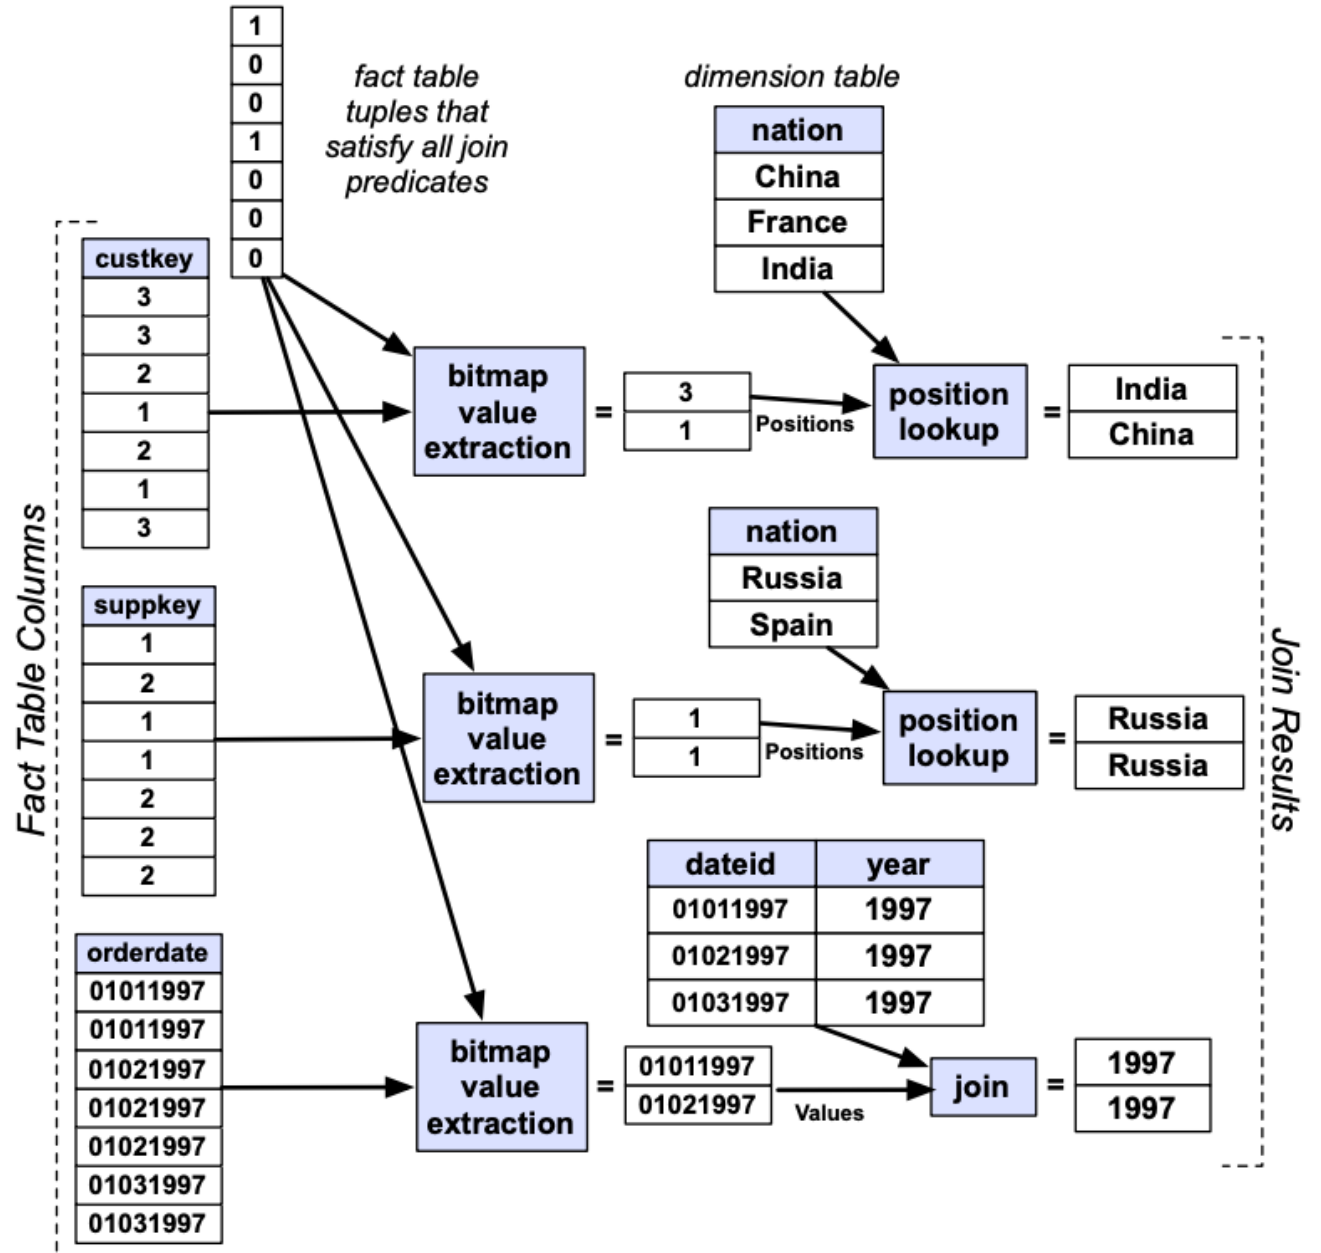 1
0
0
1
0
0
0
fact table
tuples that
satisfy all join
predicates
dimension table
nation
China
France
India
Fact Table Columns
custkey
3
3
2
1
2
1
3
bitmap
value
extraction
=
3
1
Positions
position
lookup
=
India
China
nation
Russia
Spain
suppkey
1
2
1
1
2
2
2
bitmap
value
extraction
=
1
1
Positions
position
lookup
=
Russia
Russia
Join Results
dateid year
01011997 1997
01021997 1997
01031997 1997
orderdate
01011997
01011997
01021997
01021997
01021997
01031997
01031997
bitmap
value
extraction
=
01011997
01021997
Values
join
=
1997
1997